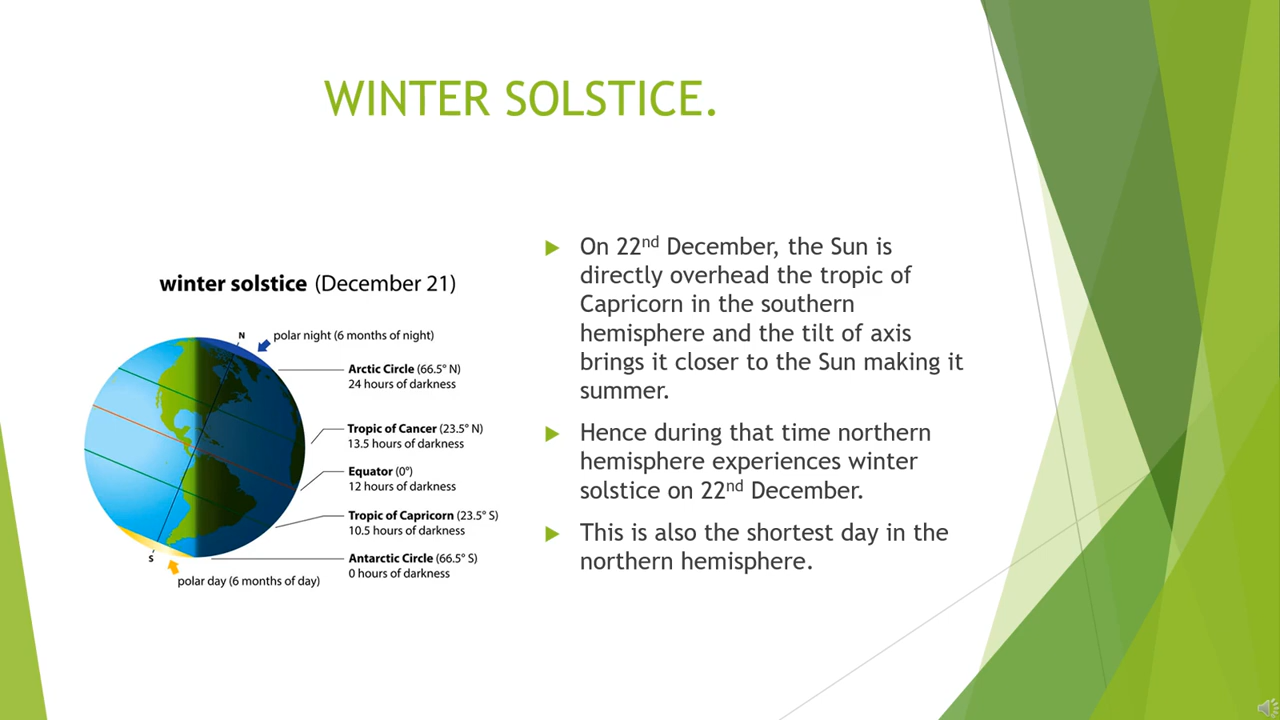 WINTER SOLSTICE.
winter solstice (December 21)
N
polar night (6 months of night)
Arctic Circle (66.5° N)
24 hours of darkness
Tropic of Cancer (23.5° N)
13.5 hours of darkness
Equator (0°)
12 hours of darkness
Tropic of Capricorn (23.5° S)
10.5 hours of darkness
Antarctic Circle (66.5° S)
0 hours of darkness
S
polar day (6 months of day)
On 22nd December, the Sun is
directly overhead the tropic of
Capricorn in the southern
hemisphere and the tilt of axis
brings it closer to the Sun making it
summer.
Hence during that time northern
hemisphere experiences winter
solstice on 22nd December.
This is also the shortest day in the
northern hemisphere.